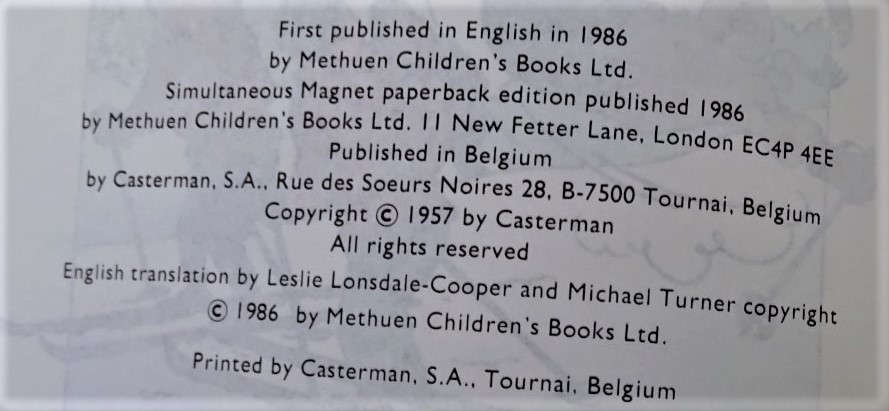 First published in English in 1986
by Methuen Children's Books Ltd.
Simultaneous Magnet paperback edition published 1986
by Methuen Children's Books Ltd. 11 New Fetter Lane, London EC4P 4EE
Published in Belgium
by Casterman, S.A., Rue des Soeurs Noires 28, B-7500 Tournai, Belgium
Copyright © 1957 by Casterman
All rights reserved
English translation by Leslie Lonsdale-Cooper and Michael Turner copyright
© 1986 by Methuen Children's Books Ltd.
Printed by Casterman, S.A., Tournai, Belgium